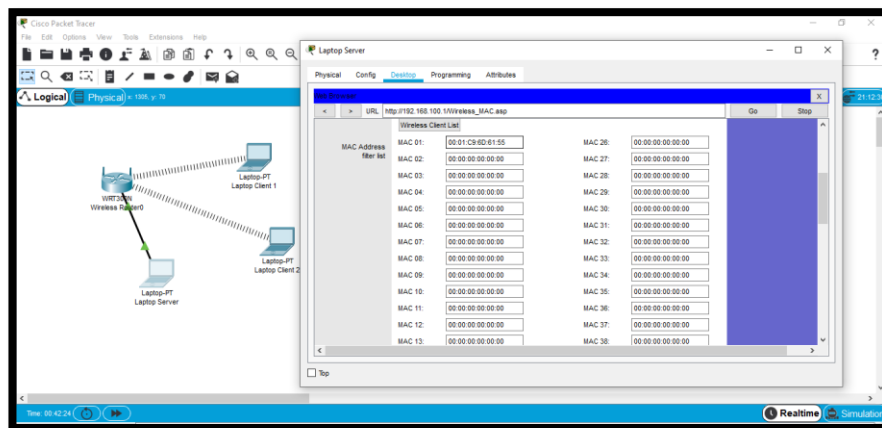 Cisco Packet Tracer
File Edit Options View Tools Extensions Help
Logical
Physical x: 1305, y: 70
21:12:3
Laptop-PT
Laptop Client 1
WRT300N
Wireless Router0
Laptop-PT
Laptop Client 2
Laptop-PT
Laptop Server
Laptop Server
Physical Config Desktop Programming Attributes
X
< > URL http://192.168.100.1/Wireless_MAC.asp Go Stop
Wireless Client List
MAC Address
filter list
MAC 01: 00:01:C9:6D:61:55 MAC 26: 00:00:00:00:00:00
MAC 02: 00:00:00:00:00:00 MAC 27: 00:00:00:00:00:00
MAC 03: 00:00:00:00:00:00 MAC 28: 00:00:00:00:00:00
MAC 04: 00:00:00:00:00:00 MAC 29: 00:00:00:00:00:00
MAC 05: 00:00:00:00:00:00 MAC 30: 00:00:00:00:00:00
MAC 06: 00:00:00:00:00:00 MAC 31: 00:00:00:00:00:00
MAC 07: 00:00:00:00:00:00 MAC 32: 00:00:00:00:00:00
MAC 08: 00:00:00:00:00:00 MAC 33: 00:00:00:00:00:00
MAC 09: 00:00:00:00:00:00 MAC 34: 00:00:00:00:00:00
MAC 10: 00:00:00:00:00:00 MAC 35: 00:00:00:00:00:00
MAC 11: 00:00:00:00:00:00 MAC 36: 00:00:00:00:00:00
MAC 12: 00:00:00:00:00:00 MAC 37: 00:00:00:00:00:00
MAC 13: 00:00:00:00:00:00 MAC 38: 00:00:00:00:00:00
Top
Time: 00:42:24
Realtime Simulation